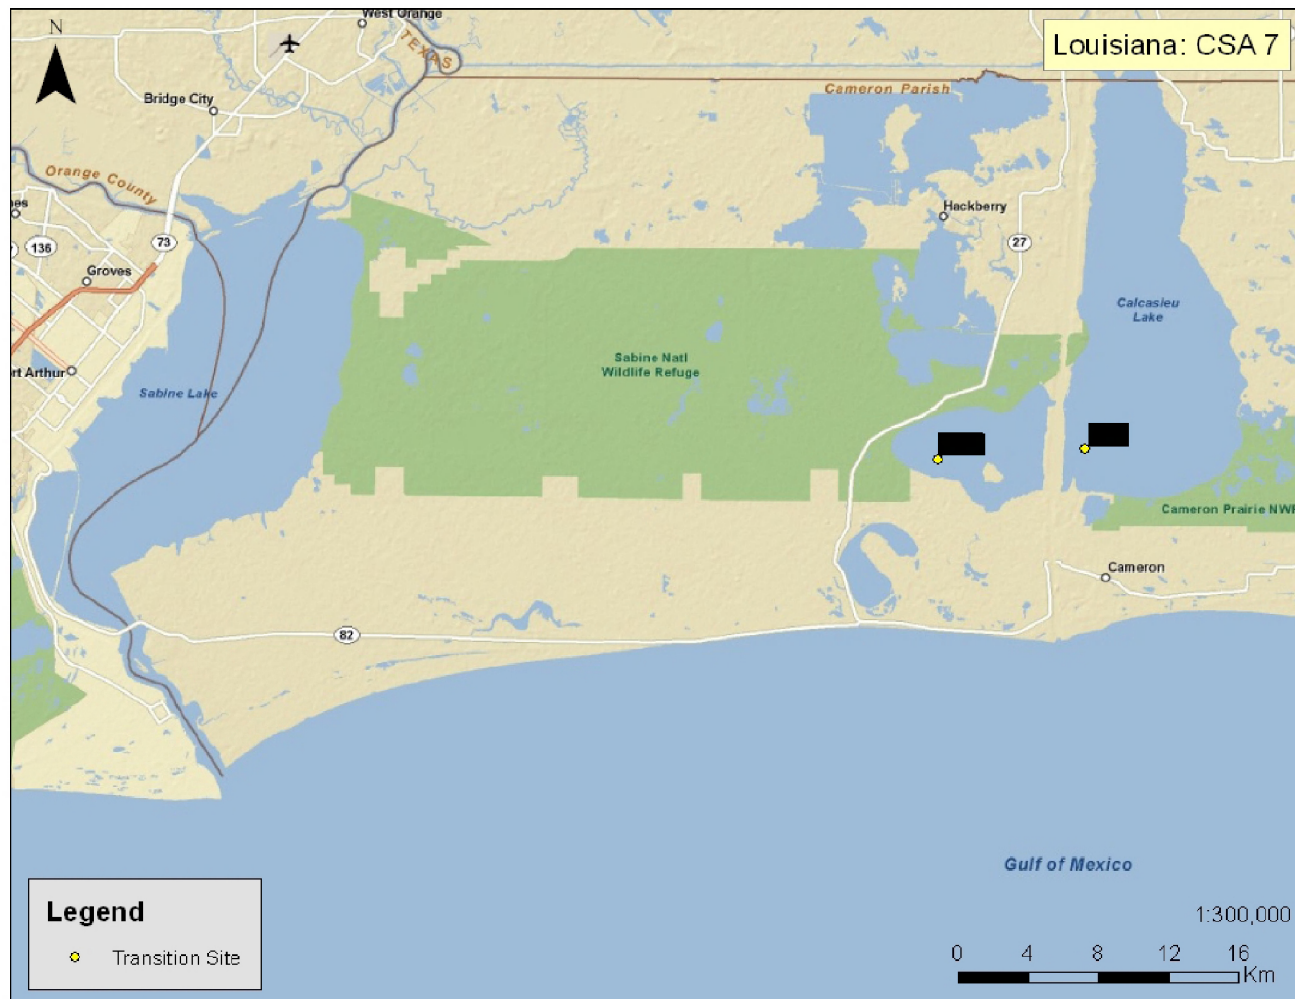 West Orange
N
TEXAS
Louisiana: CSA 7
Bridge City
Cameron Parish
Orange County
Hackberry
73
136
27
Groves
Calcasieu
Lake
Sabine Natl
Wildlife Refuge
rt Arthur
Sabine Lake
Cameron Prairie NW
Cameron
82
Gulf of Mexico
Legend
Transition Site
1:300,000
0 4 8 12 16
Km